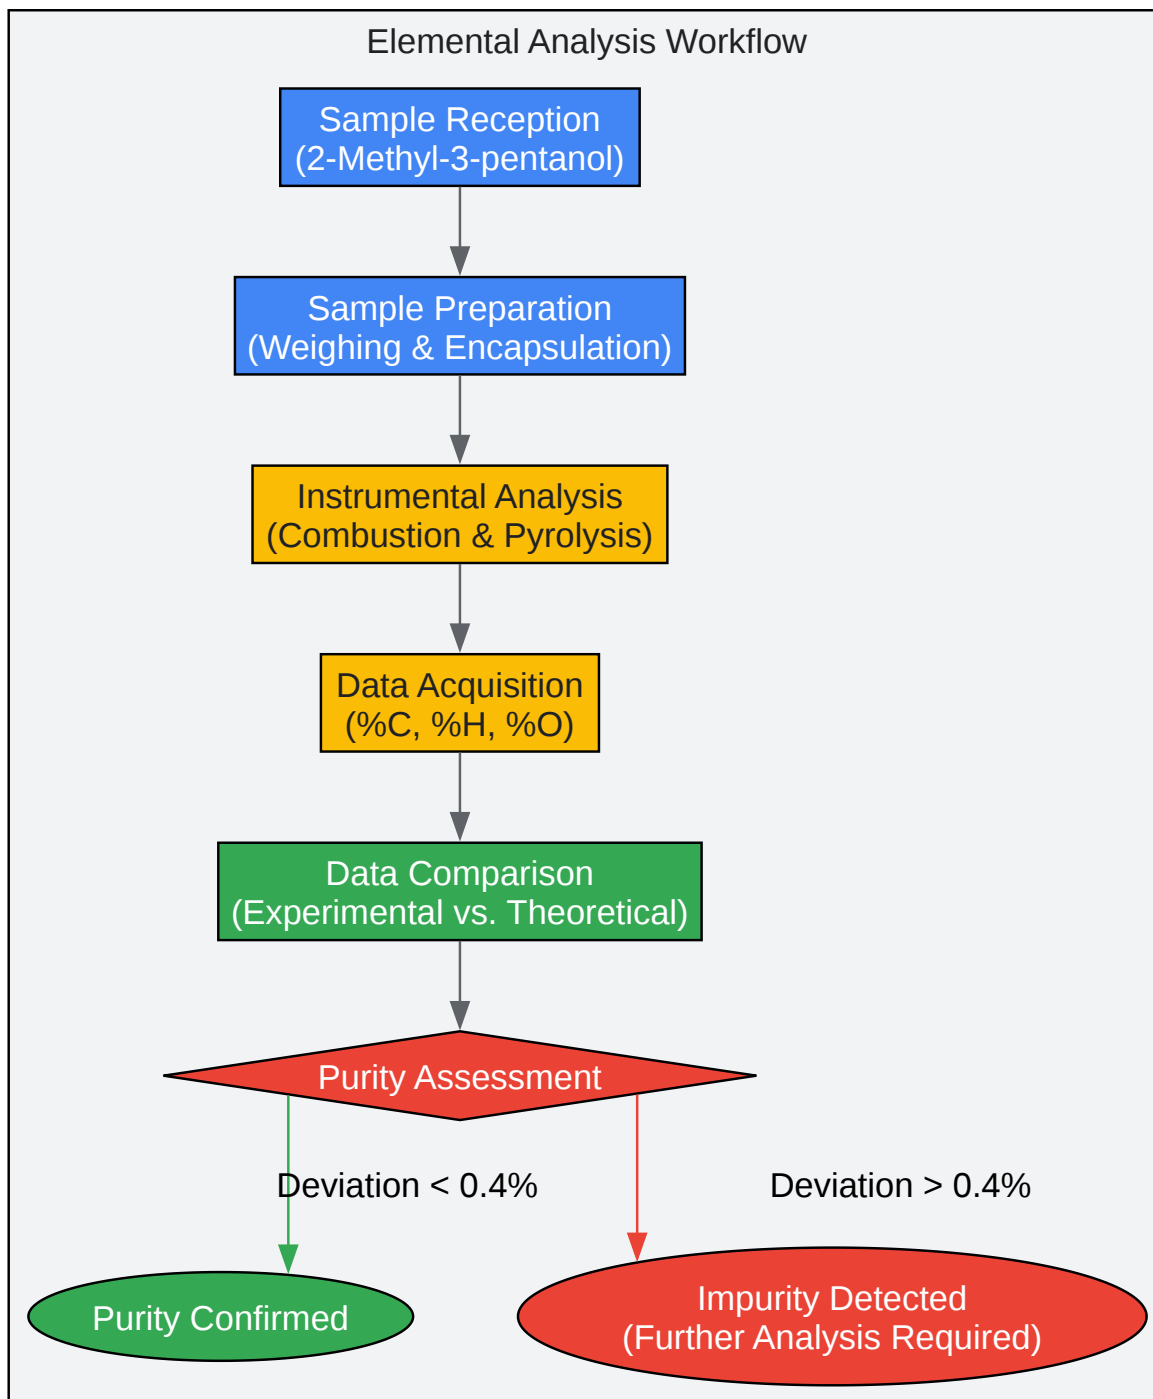 Elemental Analysis Workflow
Sample Reception
(2-Methyl-3-pentanol)
Sample Preparation
(Weighing & Encapsulation)
Instrumental Analysis
(Combustion & Pyrolysis)
Data Acquisition
(%C, %H, %O)
Data Comparison
(Experimental vs. Theoretical)
Purity Assessment
Deviation < 0.4%
Deviation > 0.4%
Purity Confirmed
Impurity Detected
(Further Analysis Required)